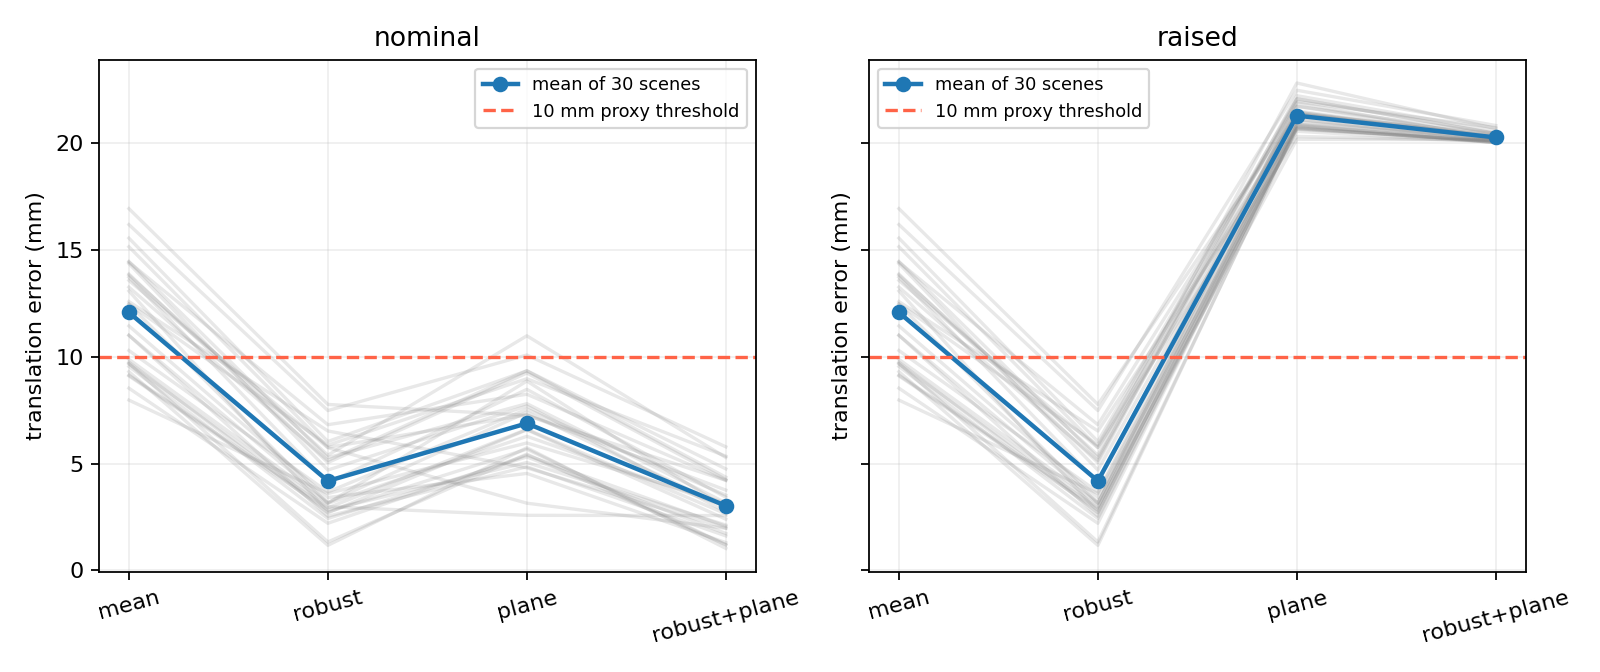 nominal
translation error (mm)
20
15
10
5
0
mean of 30 scenes
10 mm proxy threshold
mean
robust
plane
robust+plane
raised
translation error (mm)
mean of 30 scenes
10 mm proxy threshold
mean
robust
plane
robust+plane